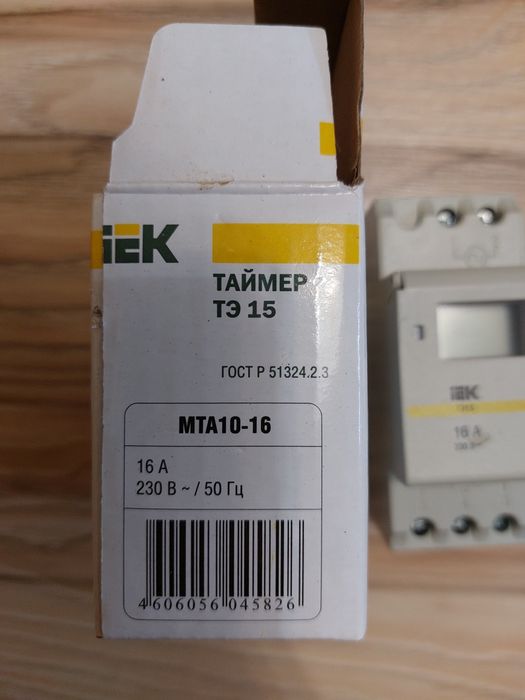 iEK
ТАЙМЕР
ТЭ 15
ГОСТ Р 51324.2.3
MTA10-16
16 А
230 В ~ / 50 Гц
4 606056 045826
iEK
16 A